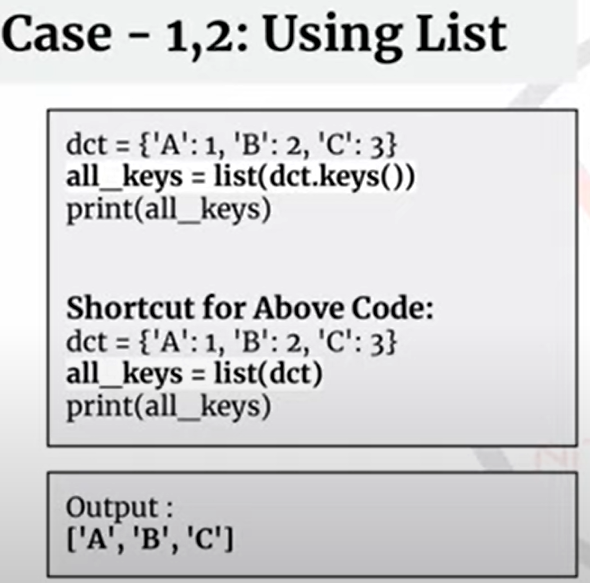 Case - 1,2: Using List
dct = {'A': 1, 'B': 2, 'C': 3}
all_keys = list(dct.keys())
print(all_keys)
Shortcut for Above Code:
dct = {'A': 1, 'B': 2, 'C': 3}
all_keys = list(dct)
print(all_keys)
Output :
['A', 'B', 'C']